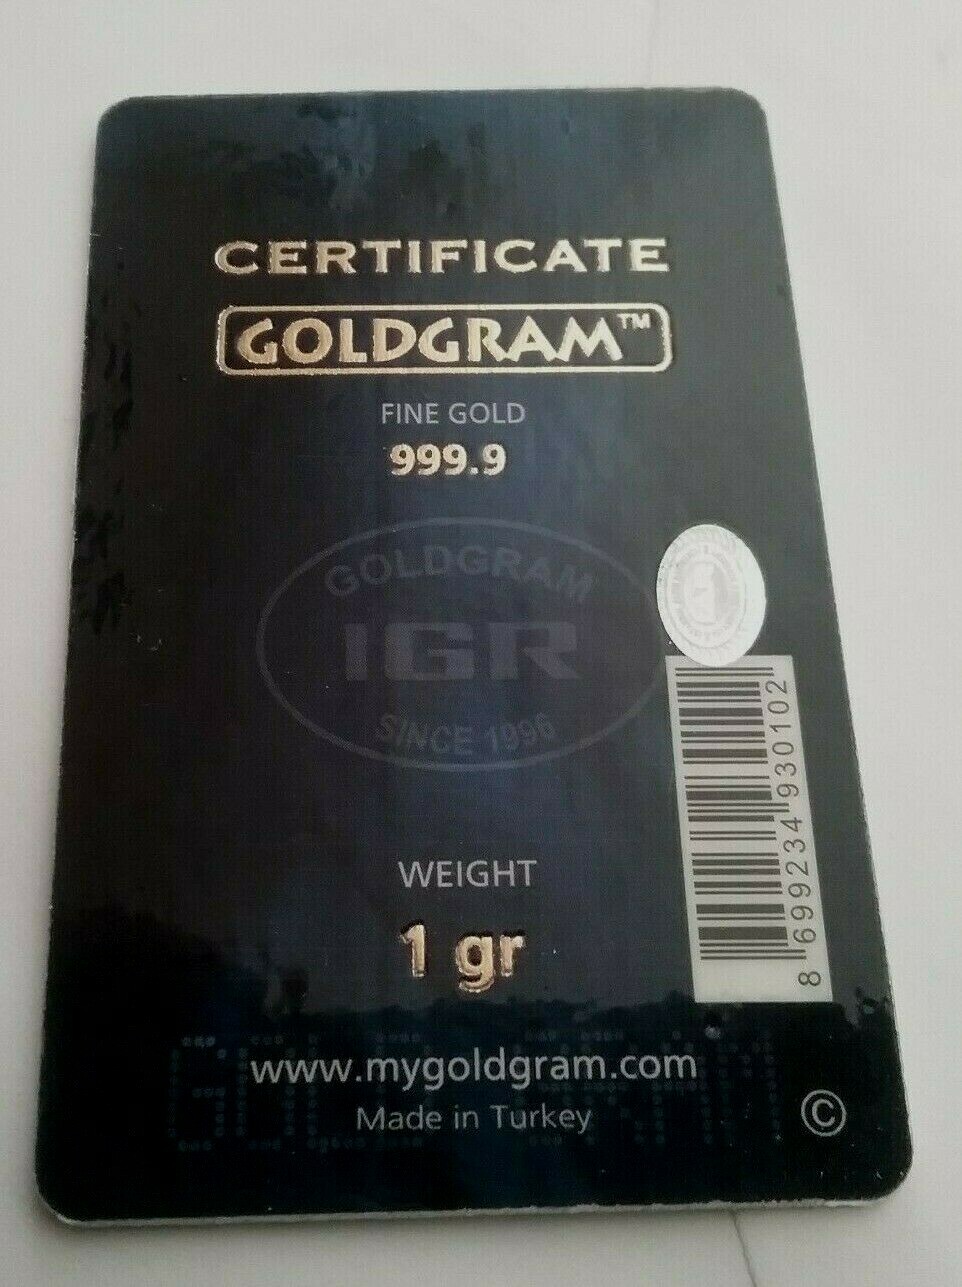 CERTIFICATE
GOLDGRAM™
FINE GOLD
999.9
GOLDGRAM
IGR
SINCE 1996
8 699234 930102
WEIGHT
1 gr
GOLDGRAM
www.mygoldgram.com
Made in Turkey
©